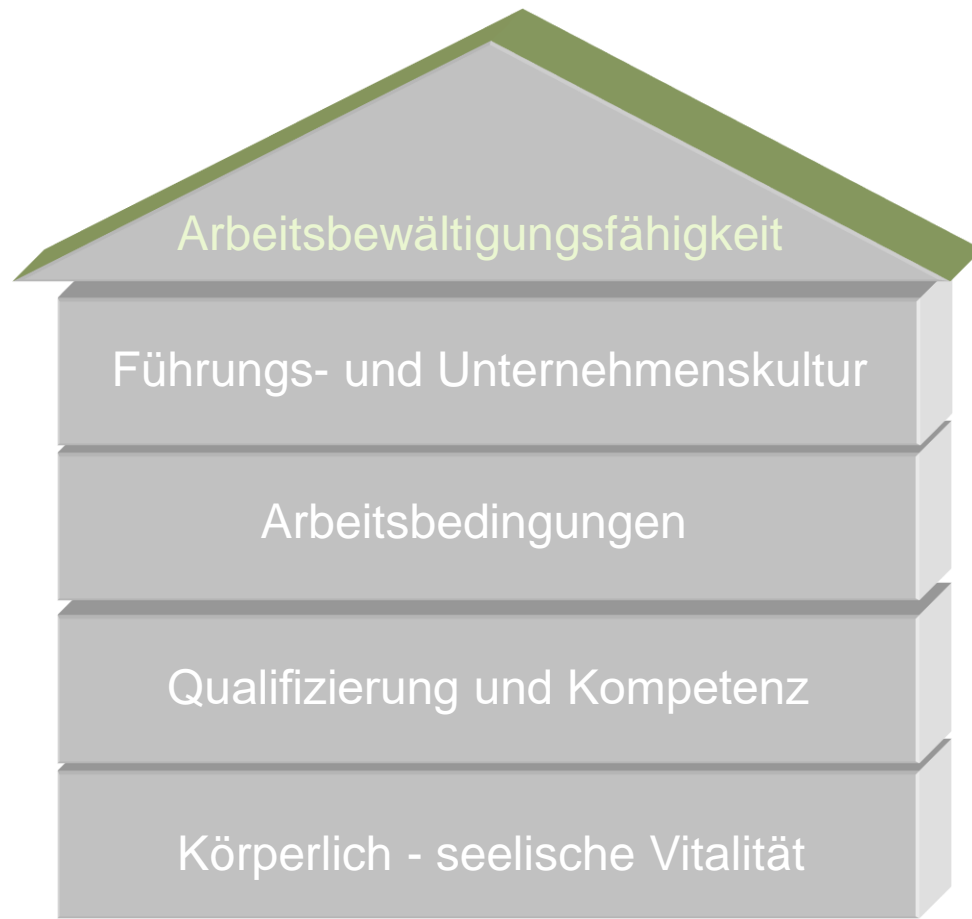 Arbeitsbewältigungsfähigkeit
Führungs- und Unternehmenskultur
Arbeitsbedingungen
Qualifizierung und Kompetenz
Körperlich - seelische Vitalität